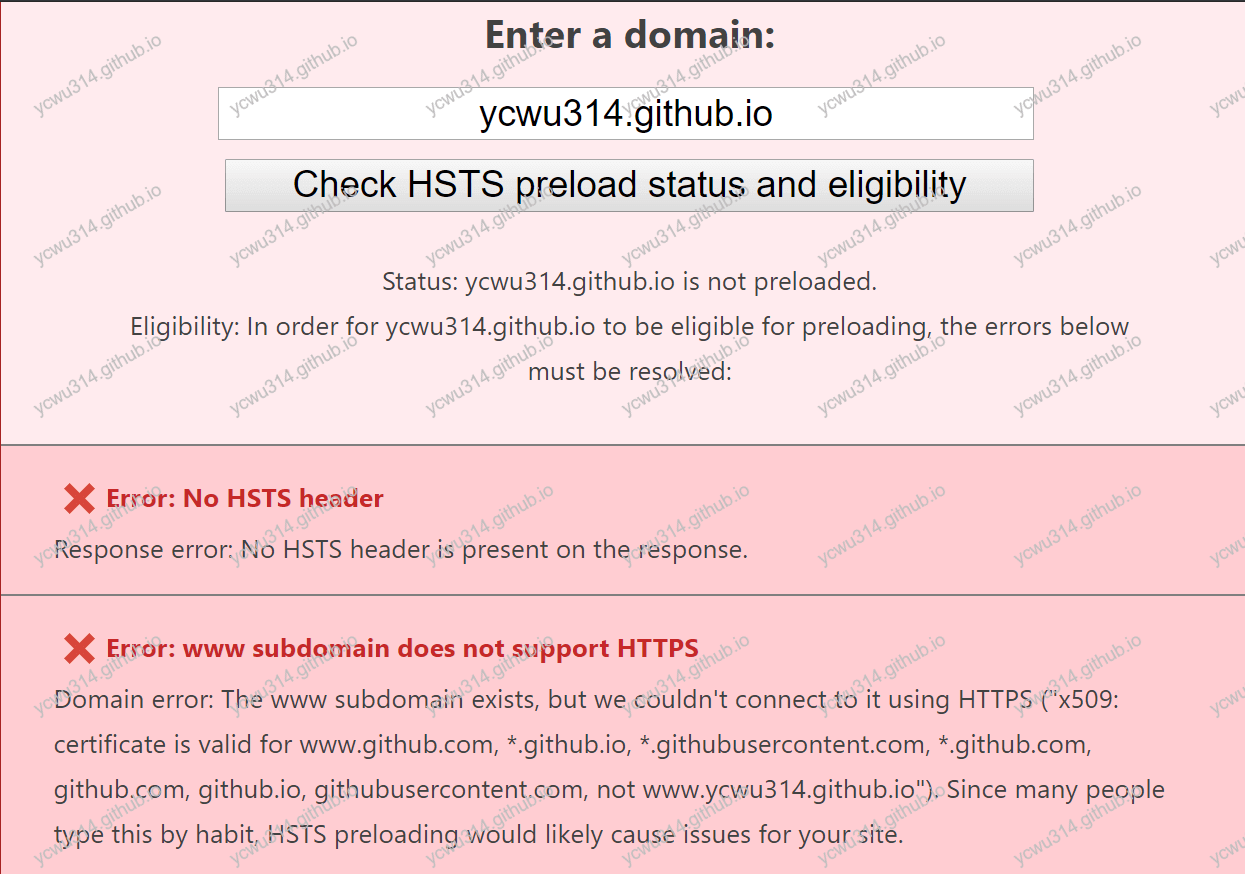 Enter a domain:
ycwu314.github.io
Check HSTS preload status and eligibility
Status: ycwu314.github.io is not preloaded.
Eligibility: In order for ycwu314.github.io to be eligible for preloading, the errors below
must be resolved:
Error: No HSTS header
Response error: No HSTS header is present on the response.
Error: www subdomain does not support HTTPS
Domain error: The www subdomain exists, but we couldn't connect to it using HTTPS ("x509:
certificate is valid for www.github.com, *.github.io, *.githubusercontent.com, *.github.com,
github.com, github.io, githubusercontent.com, not www.ycwu314.github.io"). Since many people
type this by habit, HSTS preloading would likely cause issues for your site.
ycwu314.github.io